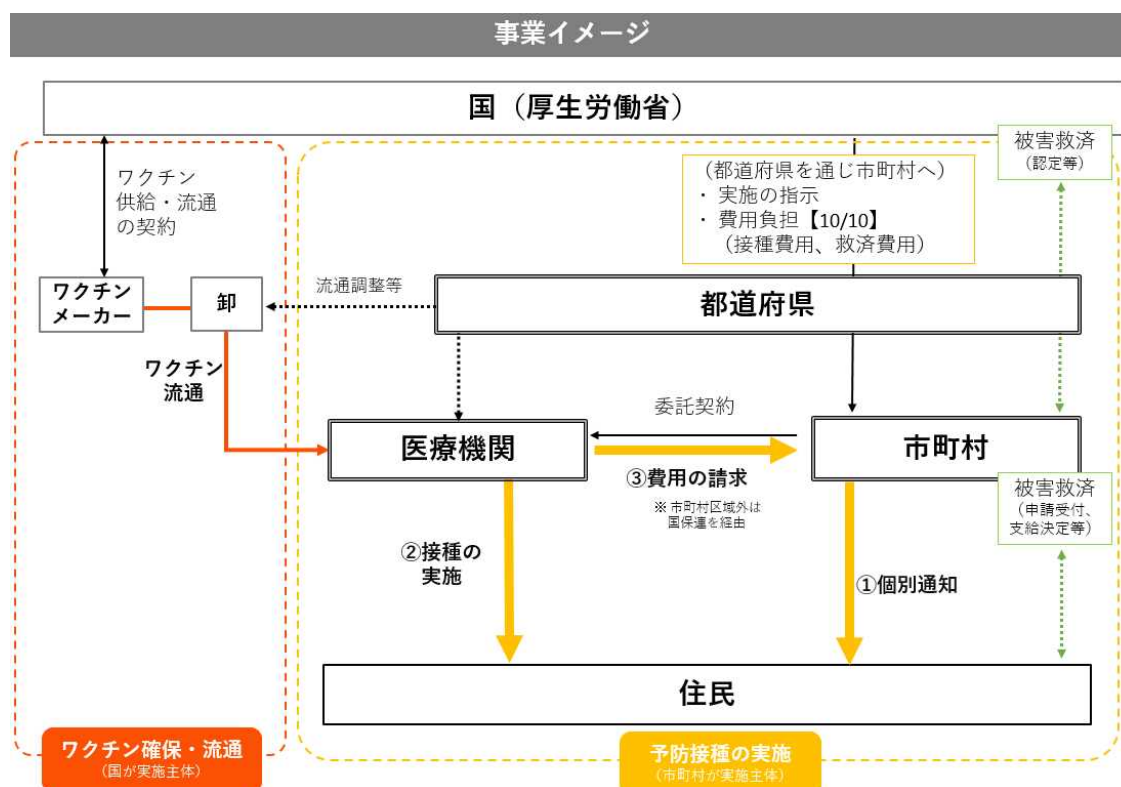 事業イメージ
国（厚生労働省）
被害救済
（認定等）
（都道府県を通じ市町村へ）
・ 実施の指示
・ 費用負担【10/10】
（接種費用、救済費用）
ワクチン
供給・流通
の契約
流通調整等
ワクチン
メーカー
卸
都道府県
ワクチン
流通
委託契約
医療機関
市町村
③費用の請求
※ 市町村区域外は
国保連を経由
被害救済
（申請受付、
支給決定等）
②接種の
実施
①個別通知
住民
ワクチン確保・流通
（国が実施主体）
予防接種の実施
（市町村が実施主体）